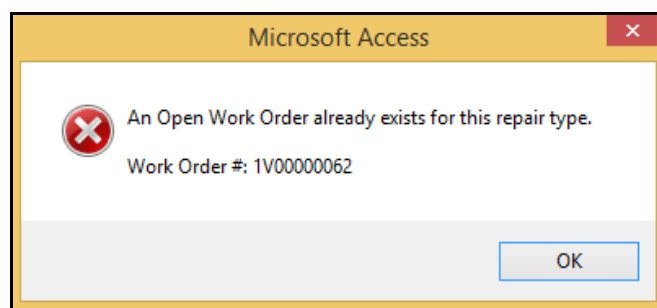 Microsoft Access
An Open Work Order already exists for this repair type.
Work Order #: 1V00000062
OK